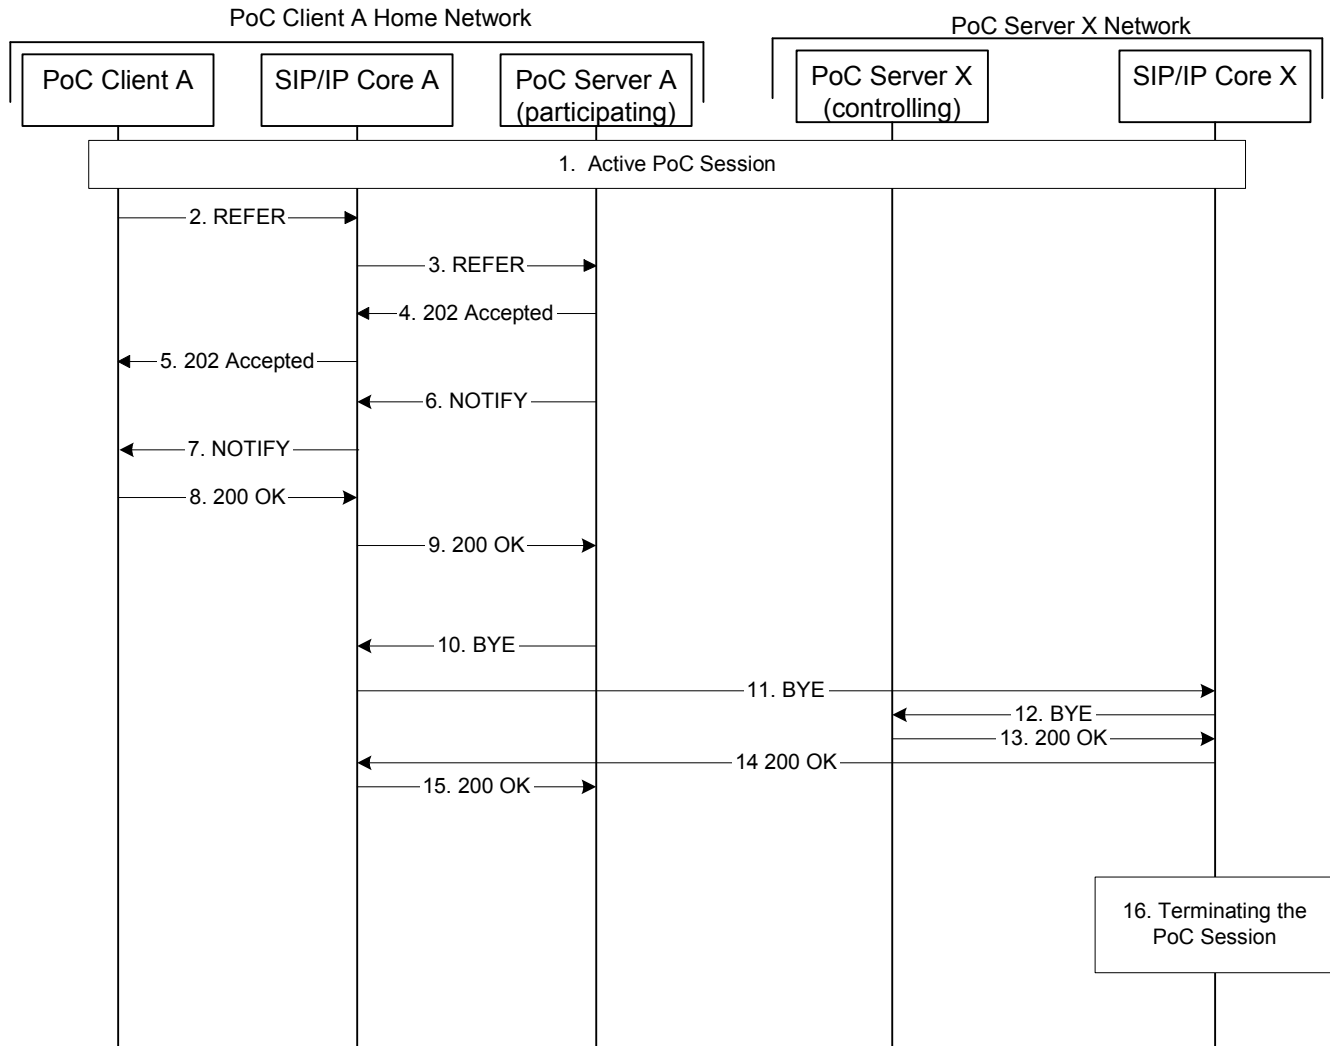 PoC Client A Home Network
PoC Server X Network
PoC Client A
SIP/IP Core A
PoC Server A
(participating)
PoC Server X
(controlling)
SIP/IP Core X
1. Active PoC Session
2. REFER
3. REFER
4. 202 Accepted
5. 202 Accepted
6. NOTIFY
7. NOTIFY
8. 200 OK
9. 200 OK
10. BYE
11. BYE
12. BYE
13. 200 OK
14 200 OK
15. 200 OK
16. Terminating the
PoC Session